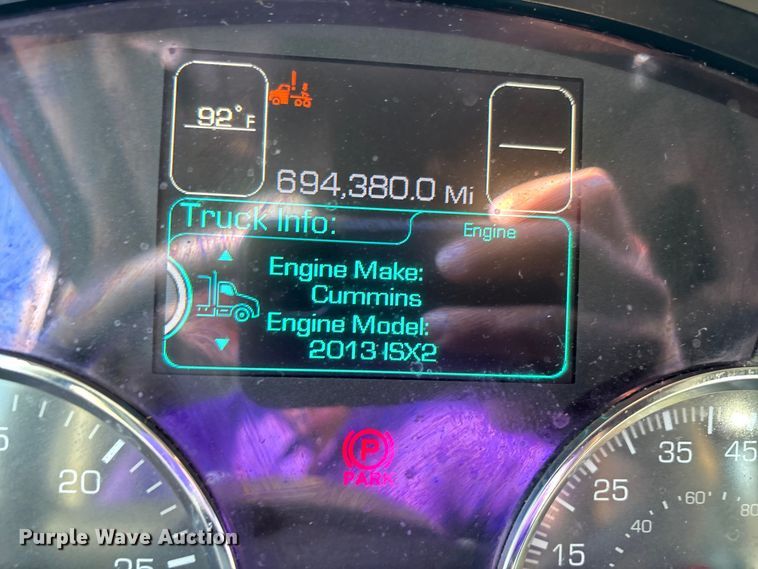 92°F
694,380.0 Mi
Truck Info:
Engine
Engine Make:
Cummins
Engine Model:
2013 ISX2
P
PARK
20
25
15
25
35
45
40
60
80
Purple Wave Auction